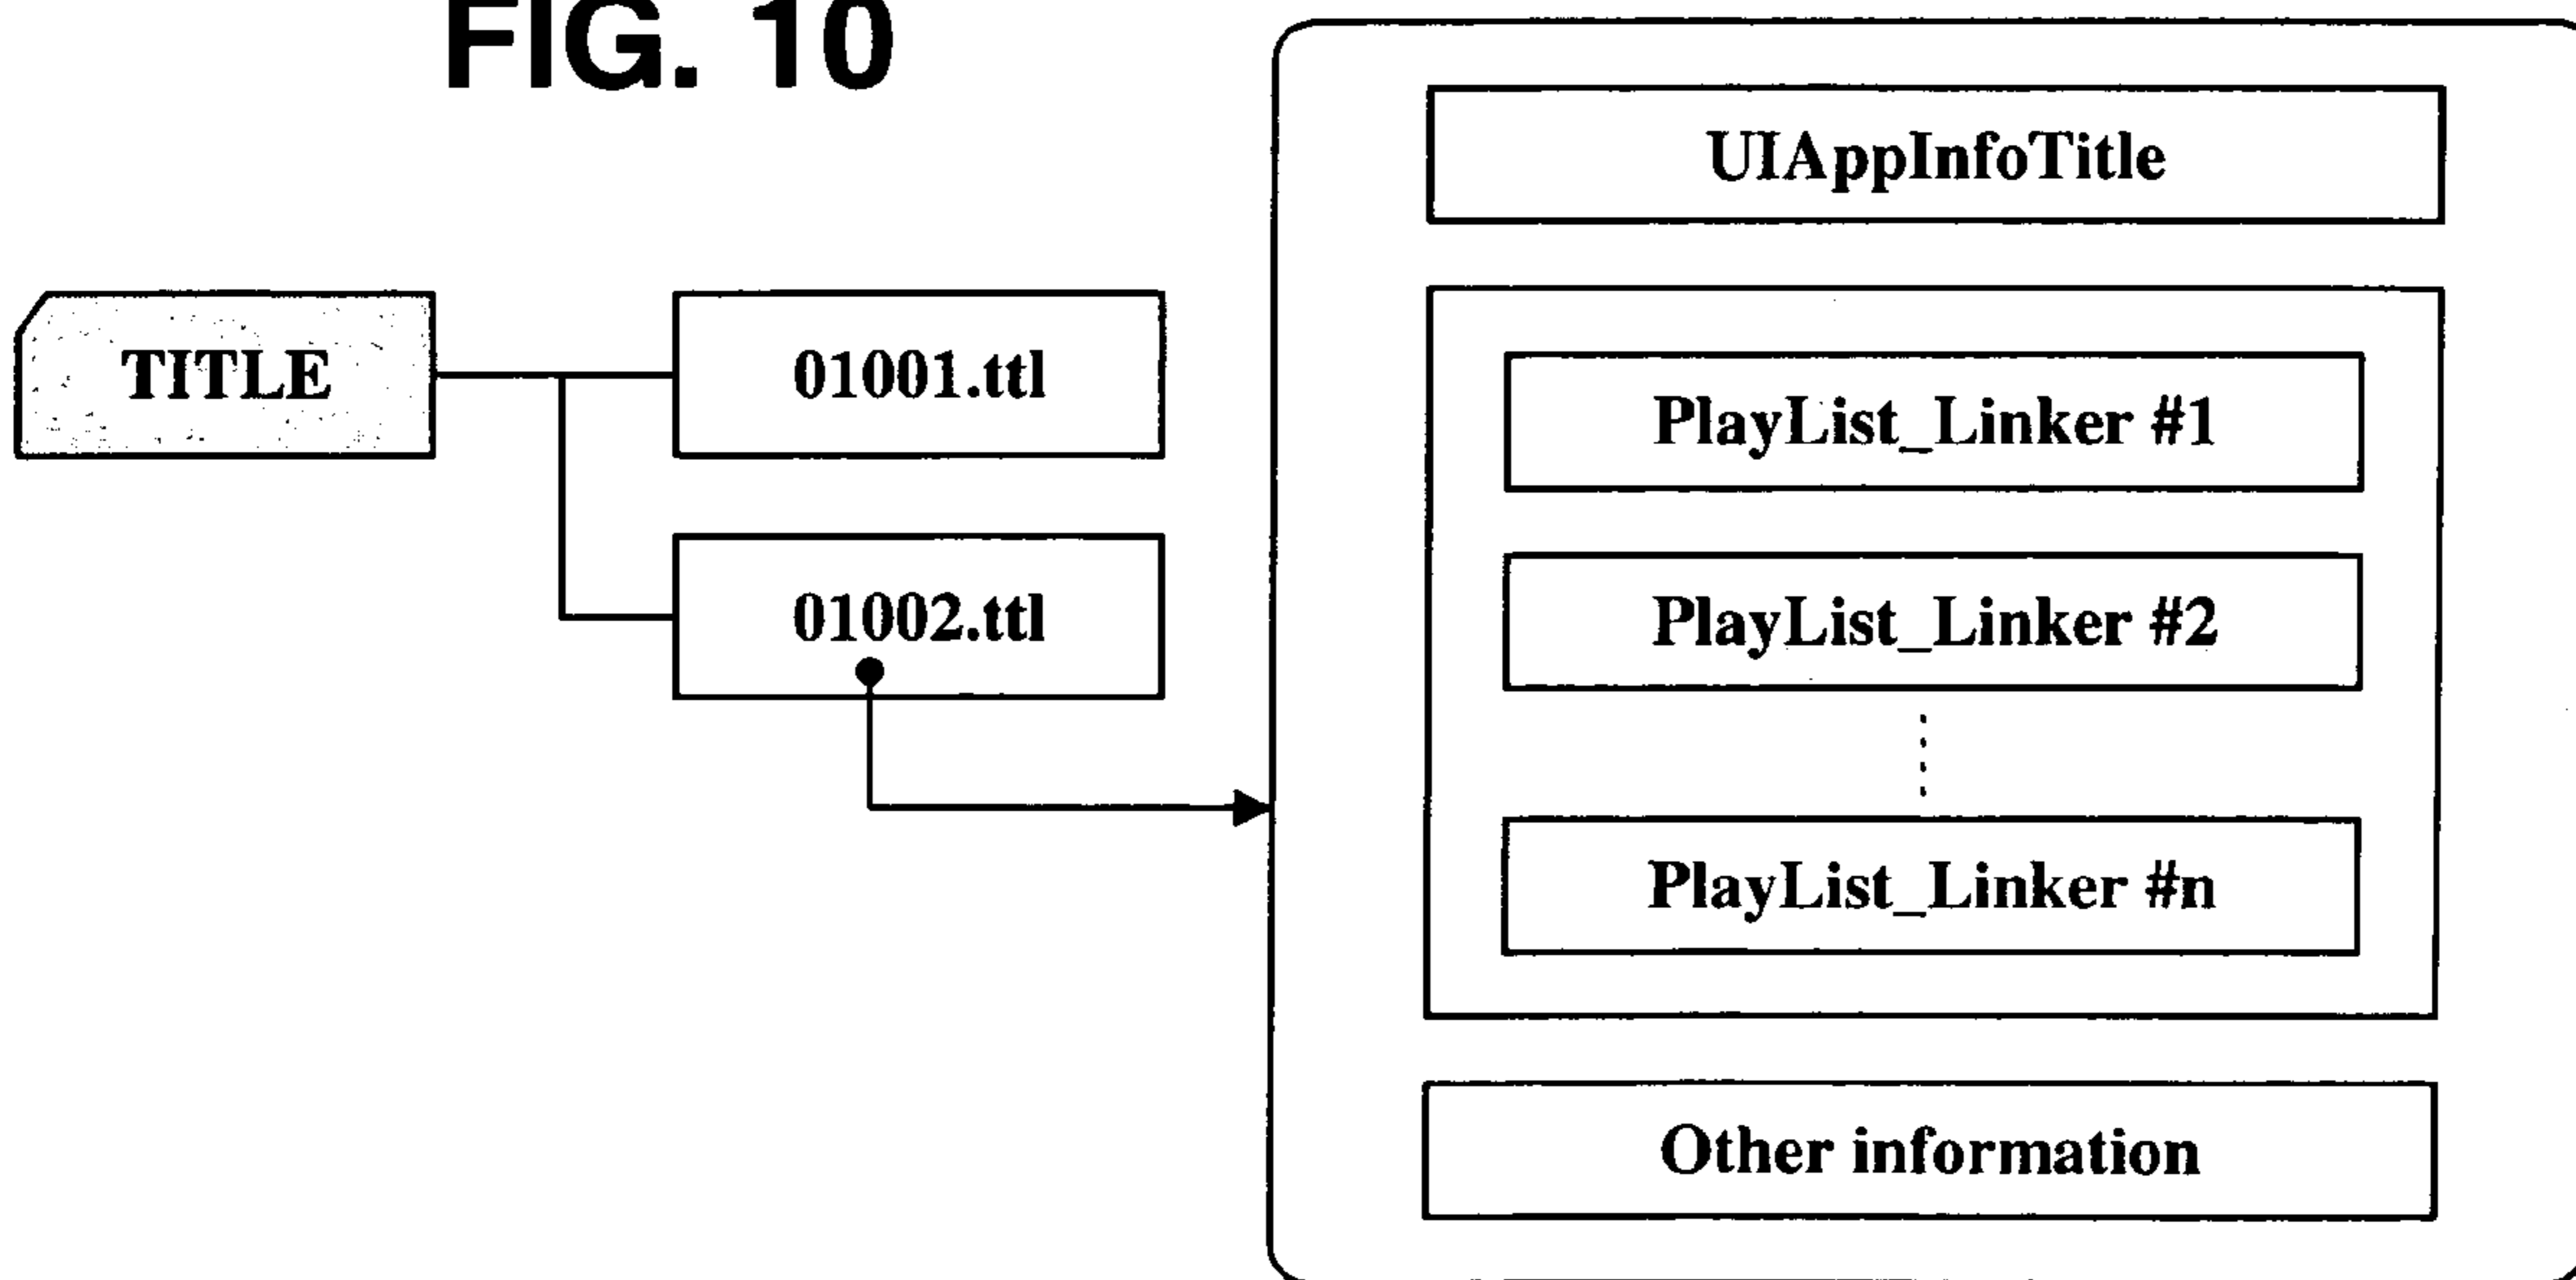 FIG. 10
UIAppInfoTitle
TITLE
01001.ttl
01002.ttl
PlayList_Linker #1
PlayList_Linker #2
PlayList_Linker #n
Other information